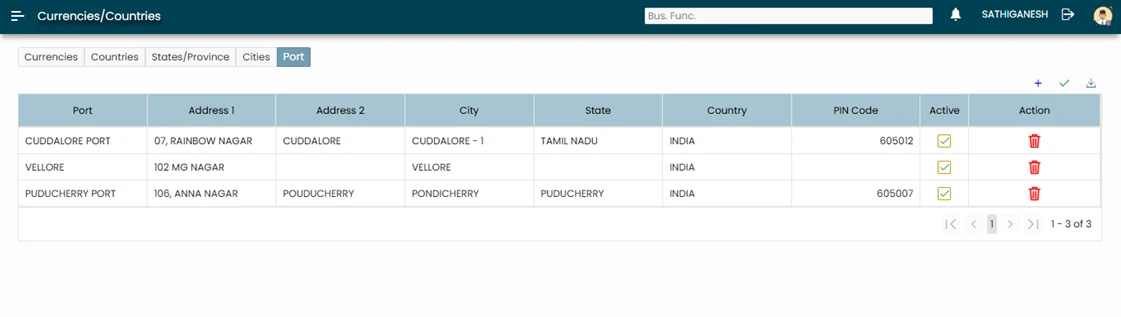 Currencies/Countries Bus. Func. SATHIGANESH
Currencies Countries States/Province Cities Port
Port Address 1 Address 2 City State Country PIN Code Active Action
CUDDALORE PORT 07, RAINBOW NAGAR CUDDALORE CUDDALORE - 1 TAMIL NADU INDIA 605012
VELLORE 102 MG NAGAR VELLORE INDIA
PUDUCHERRY PORT 106, ANNA NAGAR POUDUCHERRY PONDICHERRY PUDUCHERRY INDIA 605007
1 1 - 3 of 3